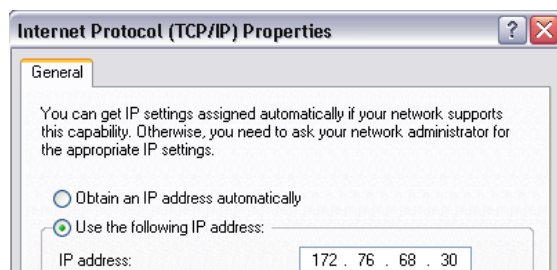 Internet Protocol (TCP/IP) Properties
General
You can get IP settings assigned automatically if your network supports
this capability. Otherwise, you need to ask your network administrator for
the appropriate IP settings.
Obtain an IP address automatically
Use the following IP address:
IP address: 172 . 76 . 68 . 30